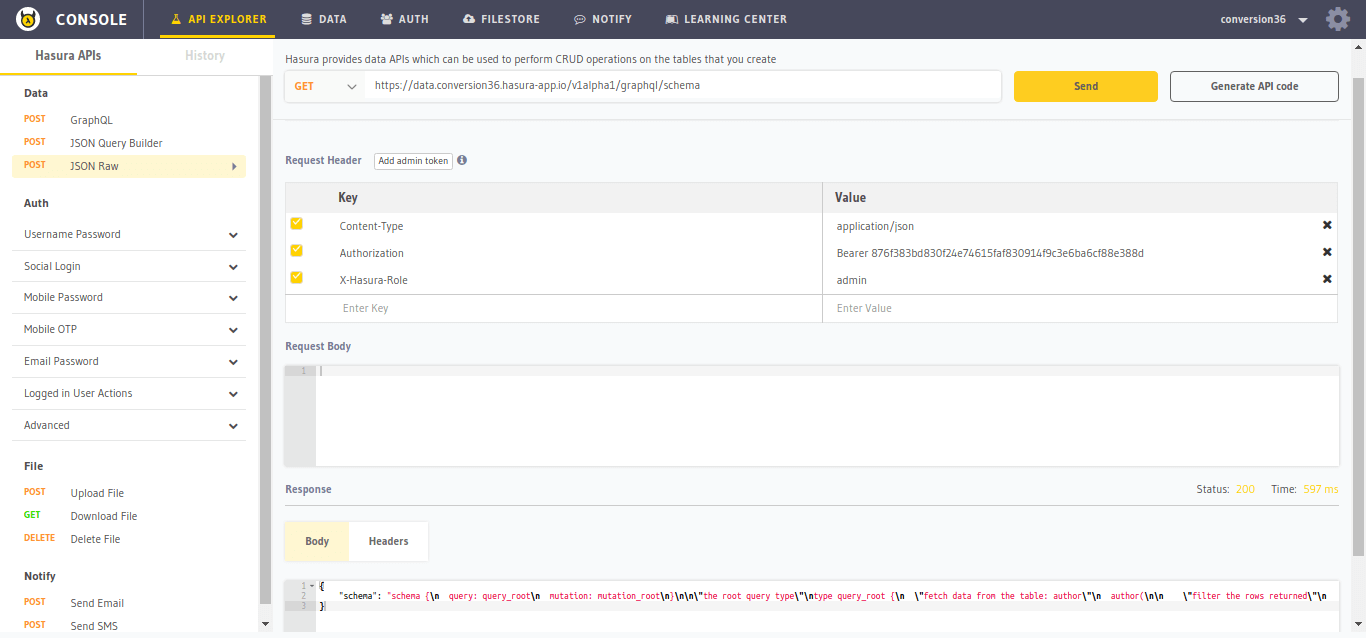 CONSOLE API EXPLORER DATA AUTH FILESTORE NOTIFY LEARNING CENTER conversion36
Hasura APIs History
Data
POST GraphQL
POST JSON Query Builder
POST JSON Raw
Auth
Username Password
Social Login
Mobile Password
Mobile OTP
Email Password
Logged in User Actions
Advanced
File
POST Upload File
GET Download File
DELETE Delete File
Notify
POST Send Email
POST Send SMS
Hasura provides data APIs which can be used to perform CRUD operations on the tables that you create
GET https://data.conversion36.hasura-app.io/v1alpha1/graphql/schema Send Generate API code
Request Header Add admin token
Key Value
Content-Type application/json
Authorization Bearer 876f383bd830f24e74615faf830914f9c3e6ba6cf88e388d
X-Hasura-Role admin
Enter Key Enter Value
Request Body
1
Response Status: 200 Time: 597 ms
Body Headers
1 {
2 "schema": "schema {\n  query: query_root\n  mutation: mutation_root\n}\n\n\"the root query type\"\ntype query_root {\n  \"fetch data from the table: author\"\n  author(\n\n    \"filter the rows returned\"\n
3 }